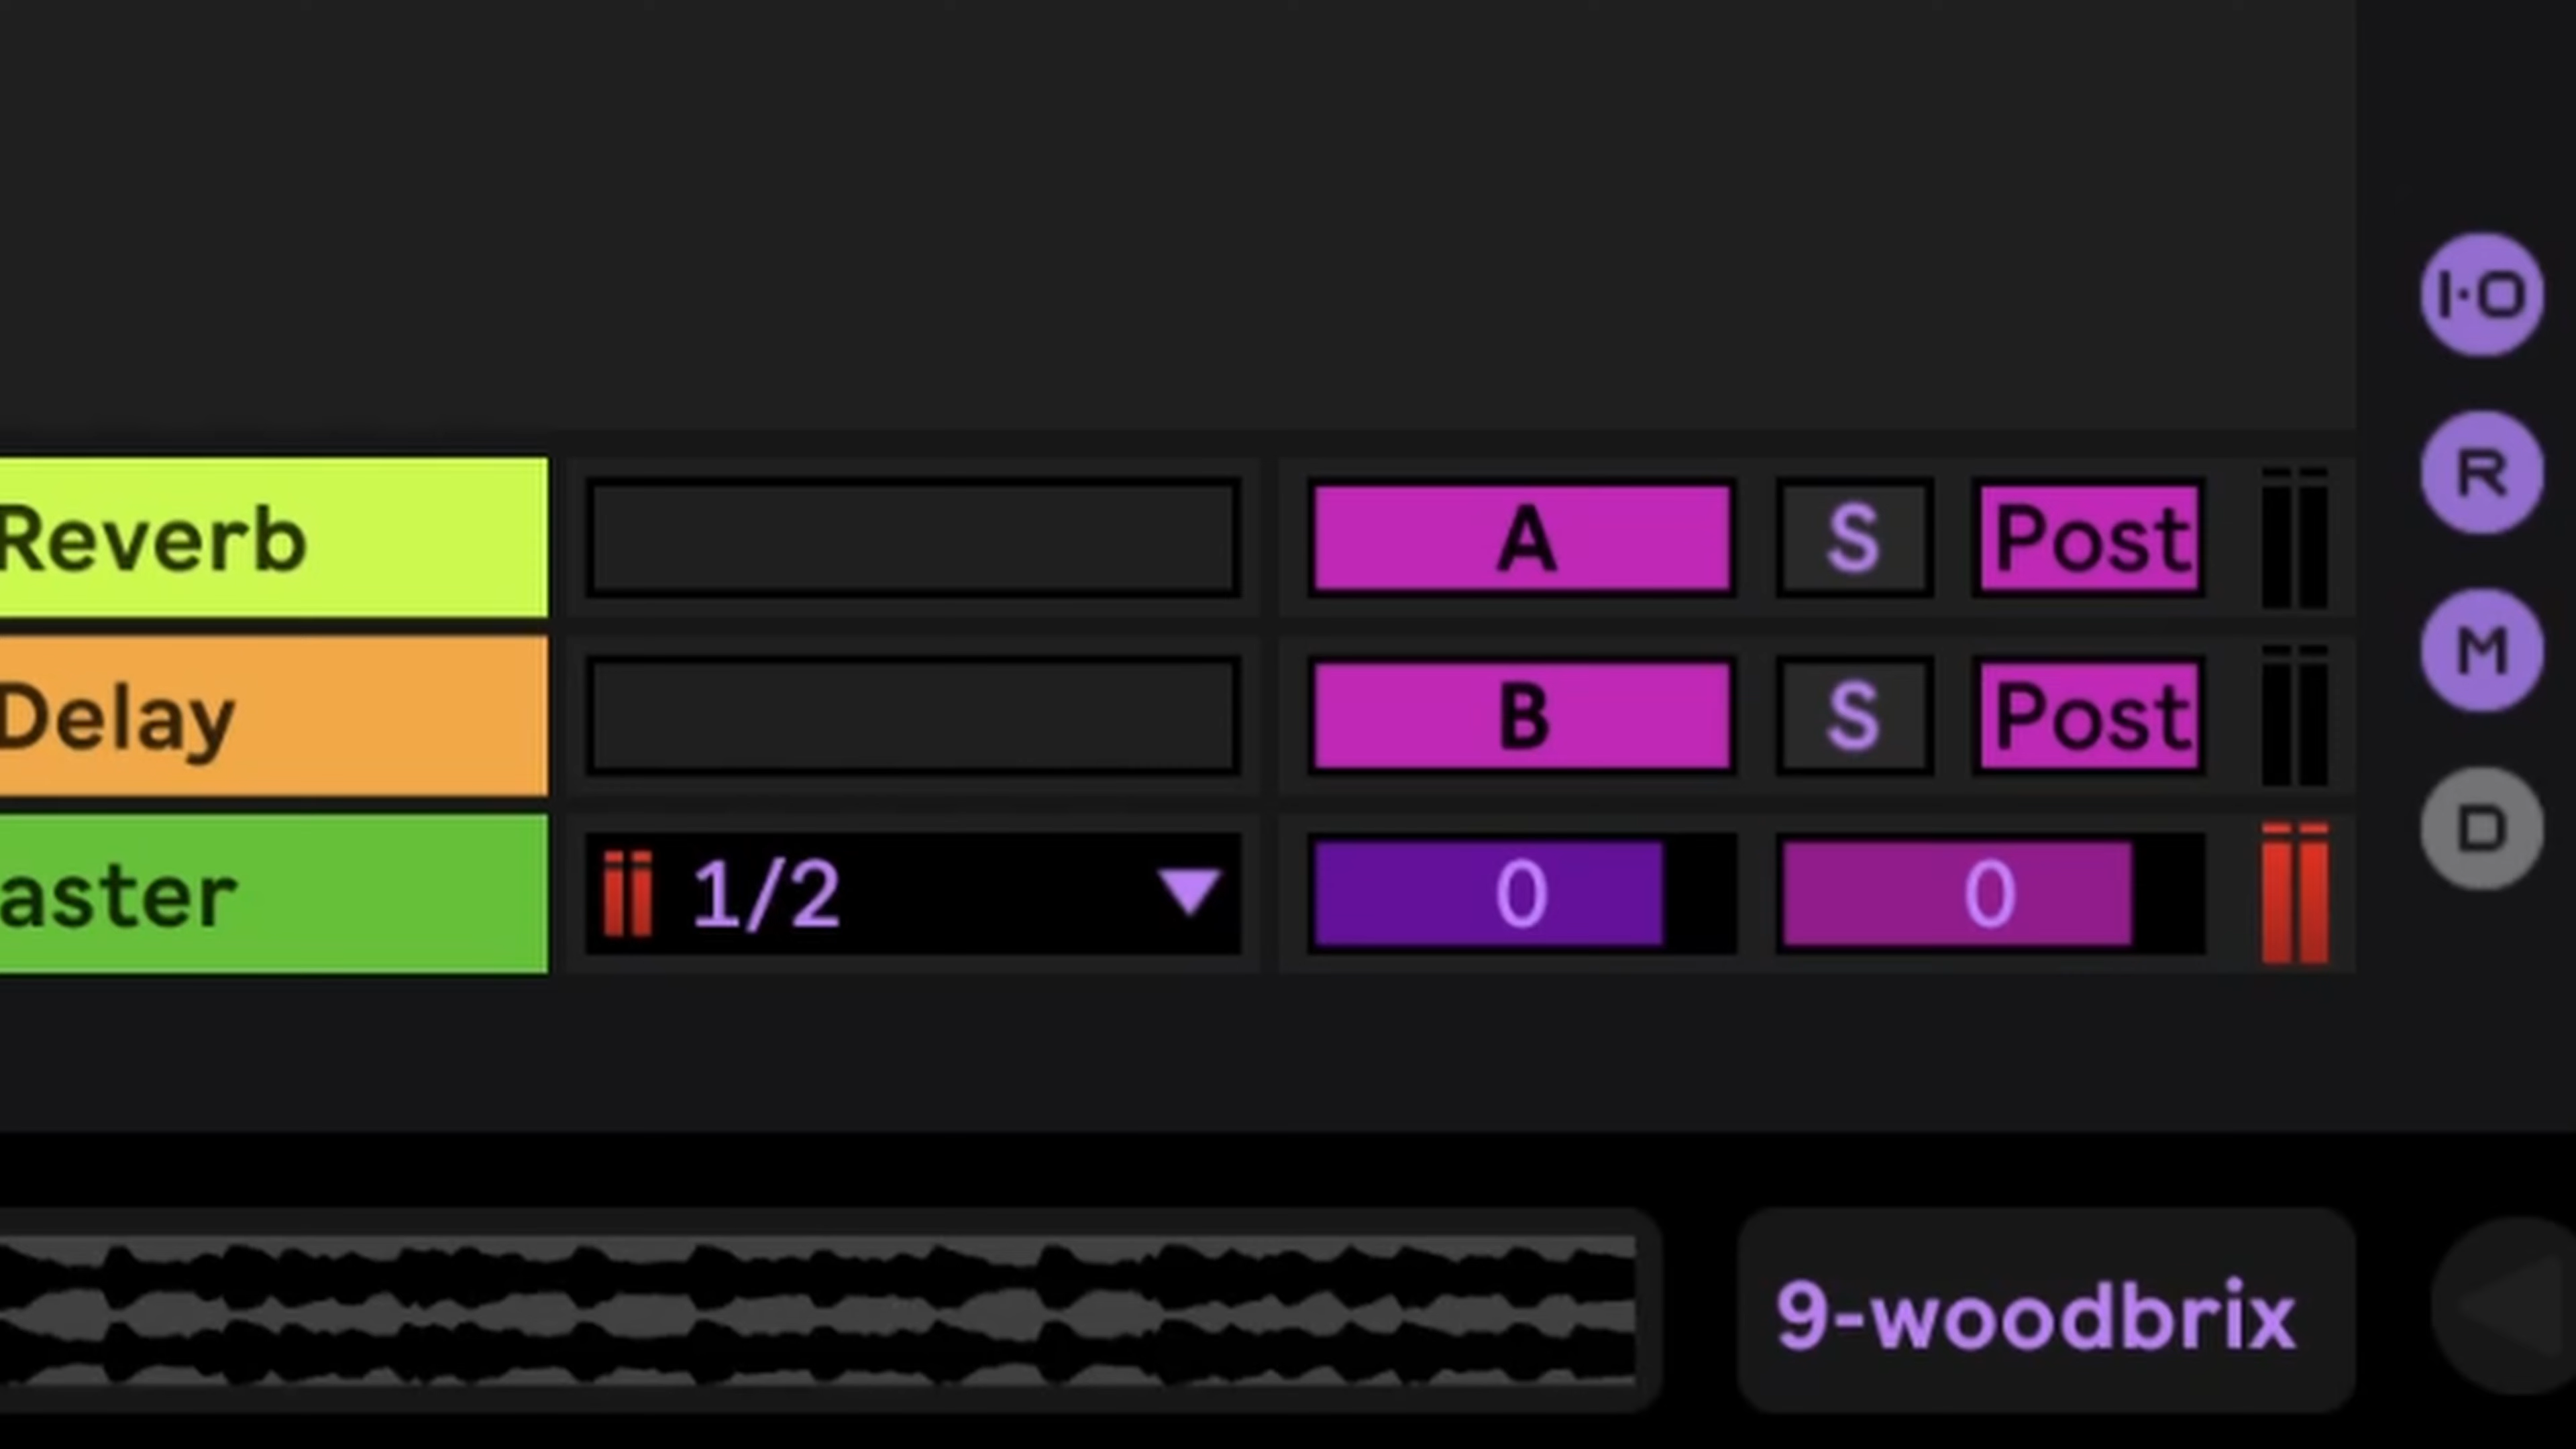 I·O
Reverb A S Post R
Delay B S Post M
aster 1/2 0 0 D
9-woodbrix